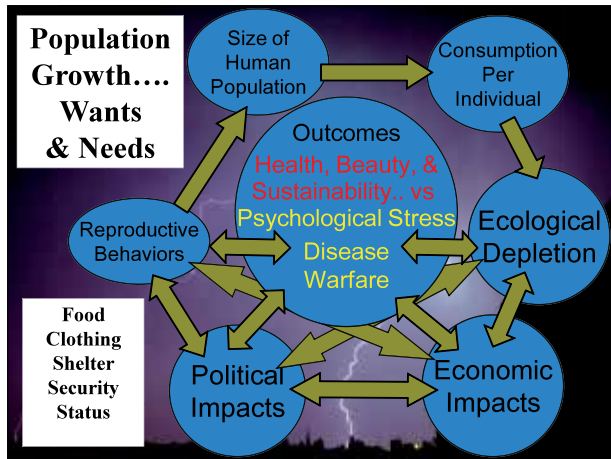 Population
Growth….
Wants
& Needs
Size of
Human
Population
Consumption
Per
Individual
Outcomes
Health, Beauty, &
Sustainability.. vs
Psychological Stress
Disease
Warfare
Reproductive
Behaviors
Ecological
Depletion
Food
Clothing
Shelter
Security
Status
Political
Impacts
Economic
Impacts